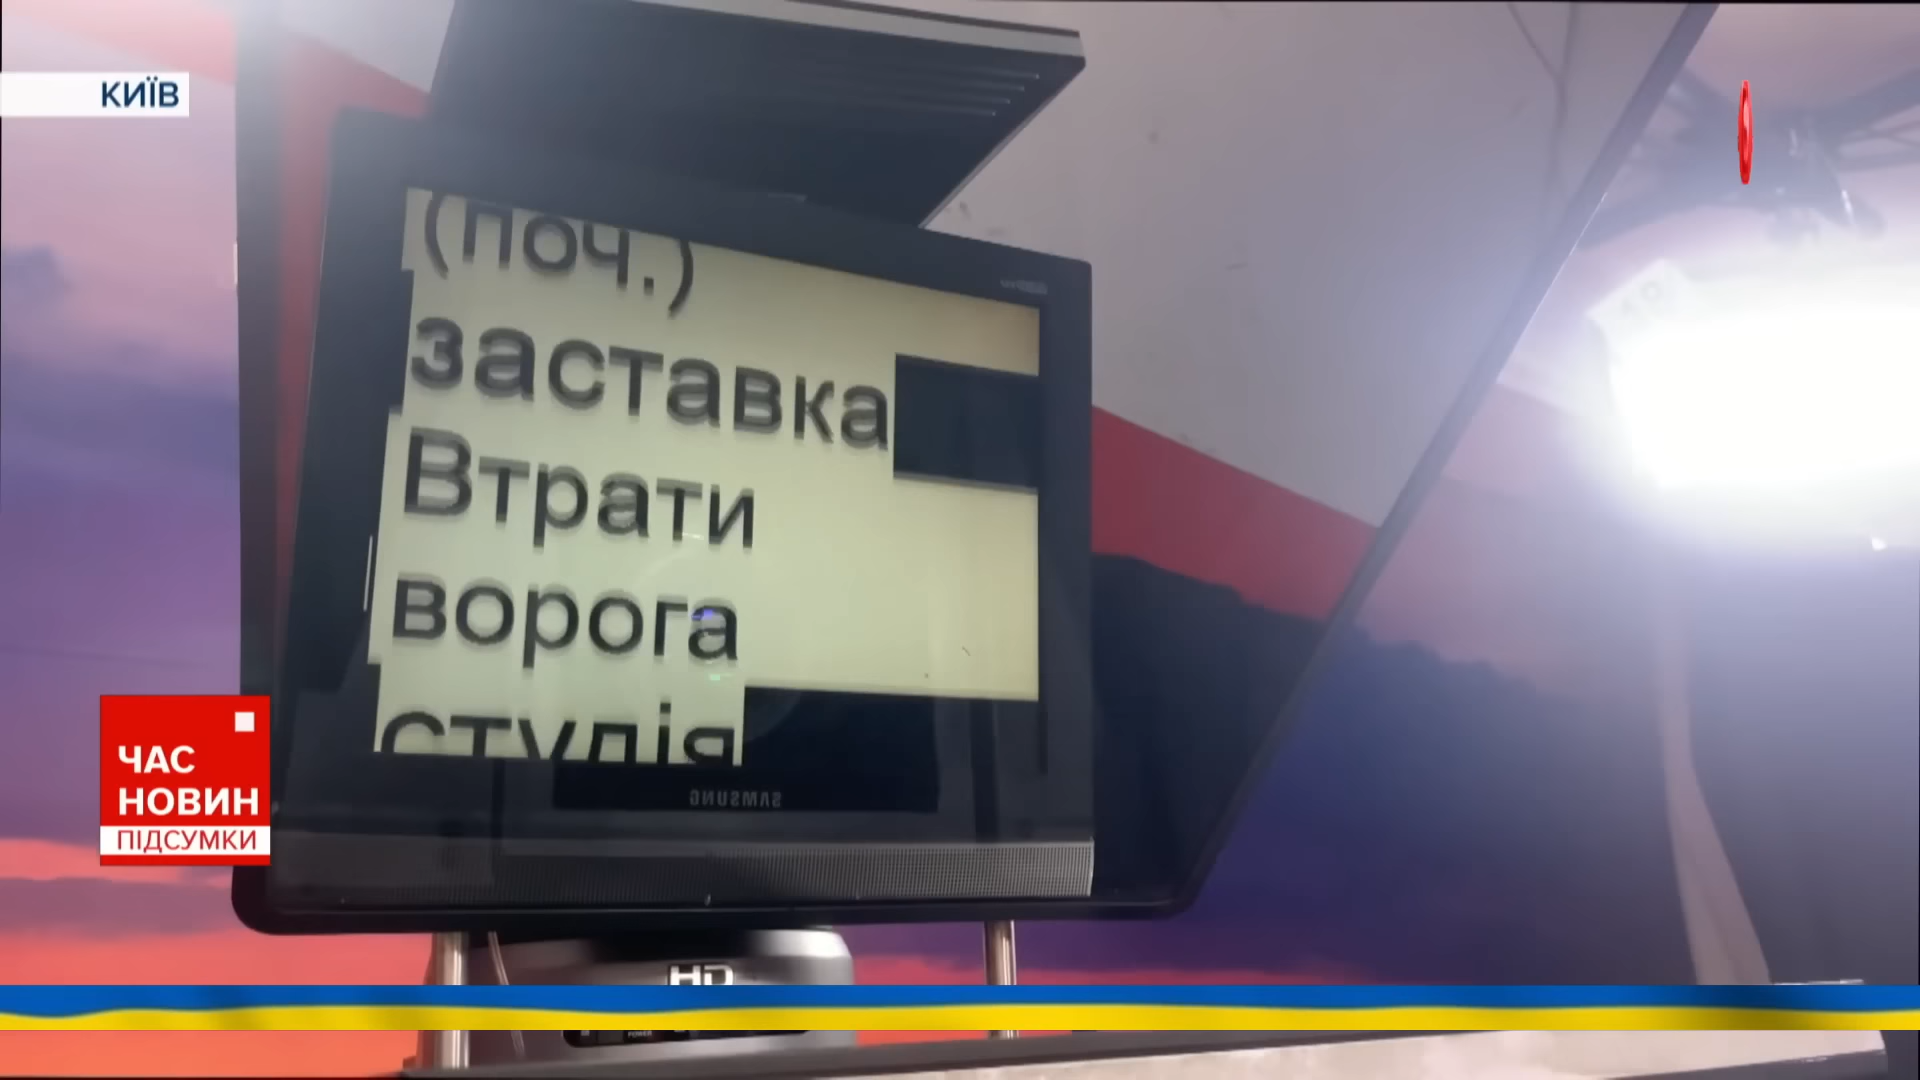 КИЇВ
(поч.)
заставка
Втрати
ворога
студія
SAMSUNG
ЧАС
НОВИН
ПІДСУМКИ
HD